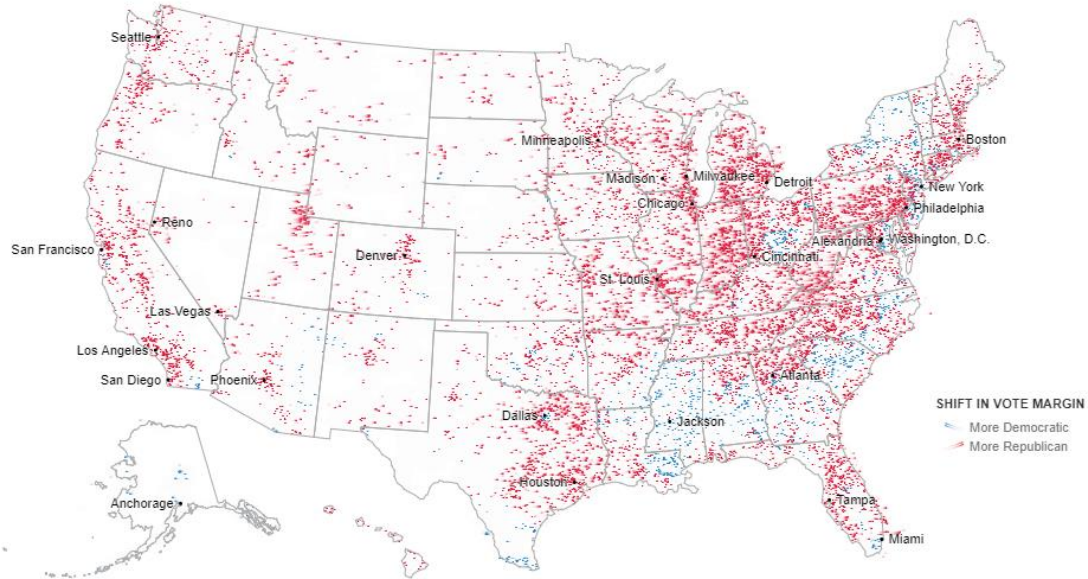 Seattle
Minneapolis
Boston
Madison
Milwaukee
Detroit
New York
Chicago
Philadelphia
Reno
Alexandria
Washington, D.C.
San Francisco
Denver
Cincinnati
St. Louis
Las Vegas
Los Angeles
San Diego
Phoenix
Atlanta
SHIFT IN VOTE MARGIN
Dallas
Jackson
More Democratic
More Republican
Houston
Anchorage
Tampa
Miami